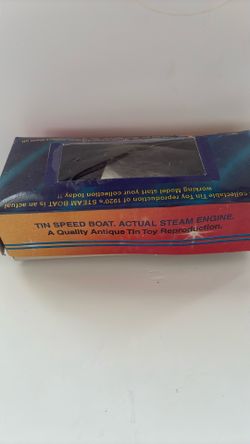 collectable Tin Toy reproduction of 1920's STEAM BOAT is an actual
working Model start your collection today !!
TIN SPEED BOAT. ACTUAL STEAM ENGINE.
A Quality Antique Tin Toy Reproduction.